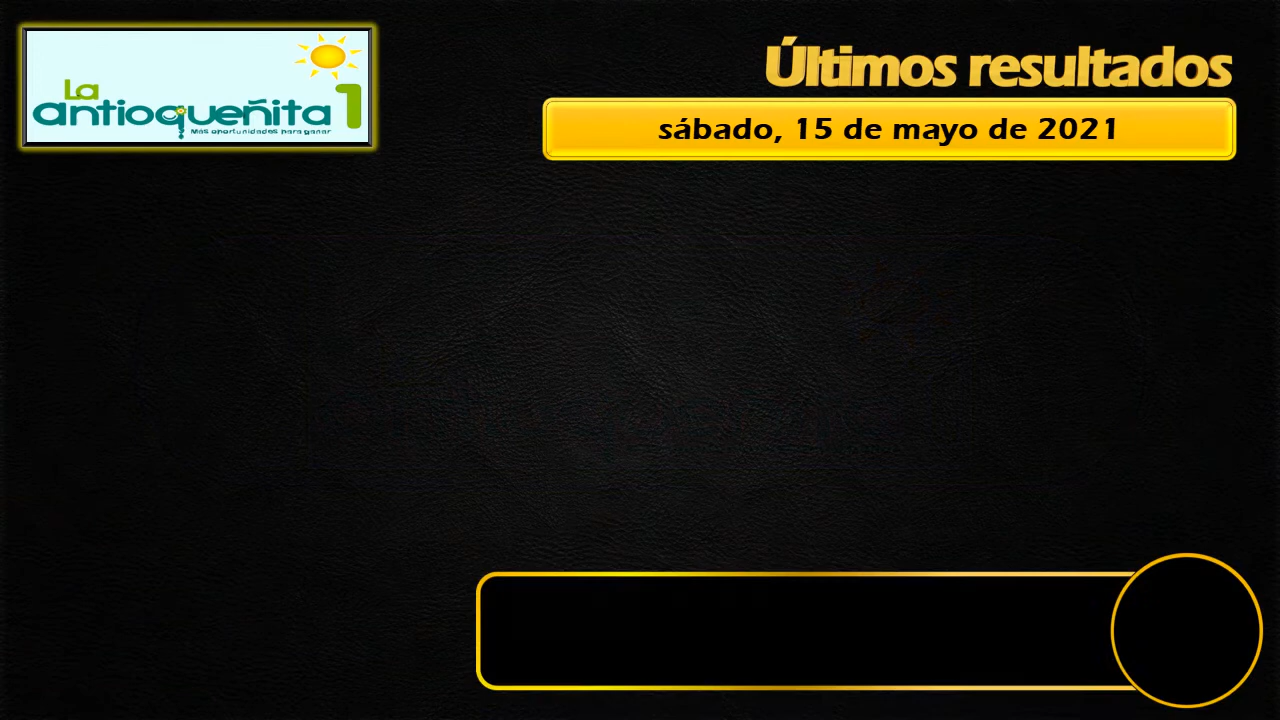 La
antioqueñita 1
Más oportunidades para ganar
Últimos resultados
sábado, 15 de mayo de 2021